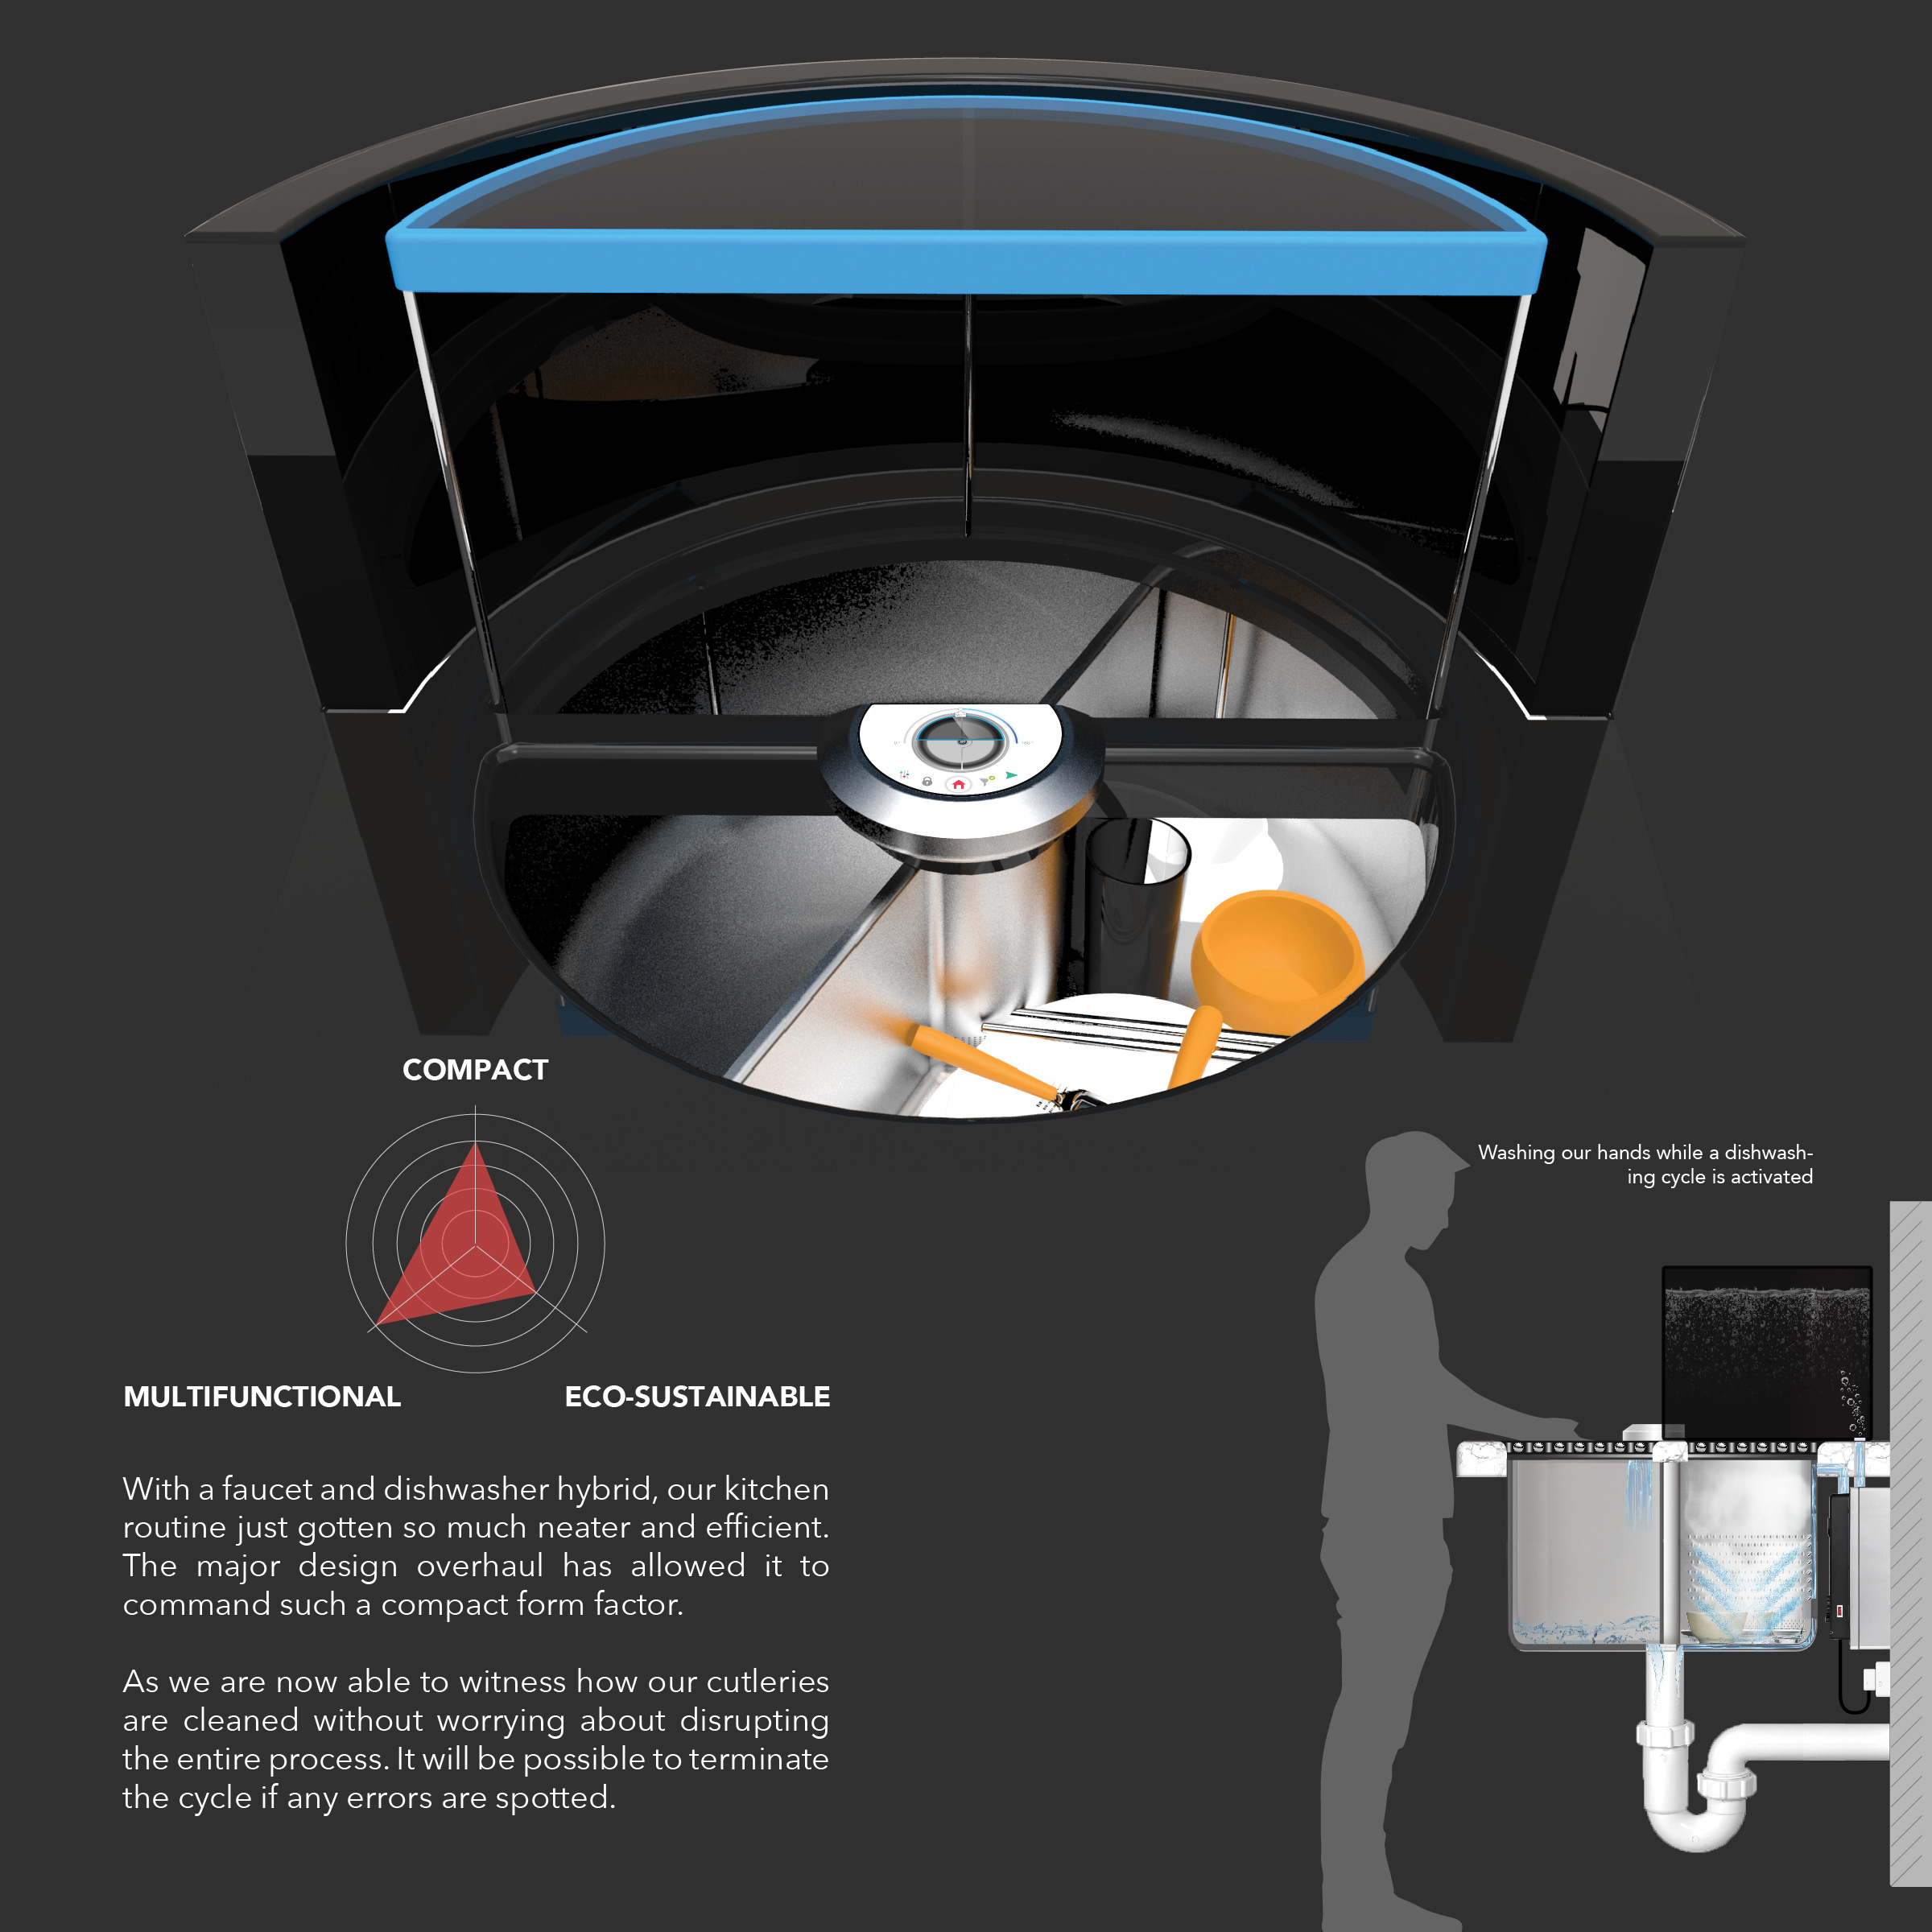 COMPACT
Washing our hands while a dishwash-
ing cycle is activated
MULTIFUNCTIONAL
ECO-SUSTAINABLE
With a faucet and dishwasher hybrid, our kitchen
routine just gotten so much neater and efficient.
The major design overhaul has allowed it to
command such a compact form factor.
As we are now able to witness how our cutleries
are cleaned without worrying about disrupting
the entire process. It will be possible to terminate
the cycle if any errors are spotted.